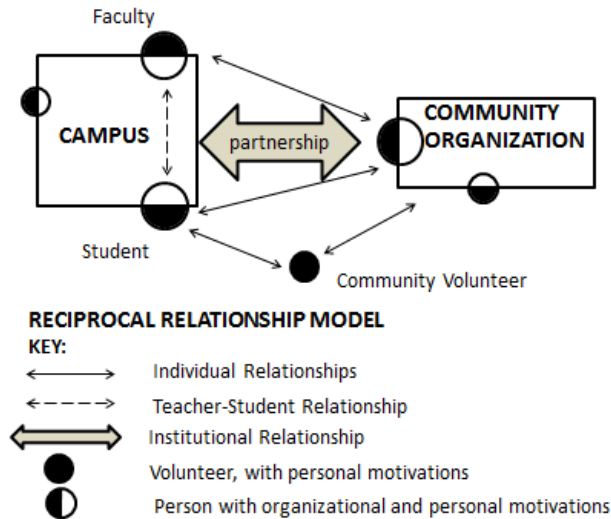 Faculty
CAMPUS
partnership
COMMUNITY
ORGANIZATION
Student
Community Volunteer
RECIPROCAL RELATIONSHIP MODEL
KEY:
Individual Relationships
Teacher-Student Relationship
Institutional Relationship
Volunteer, with personal motivations
Person with organizational and personal motivations